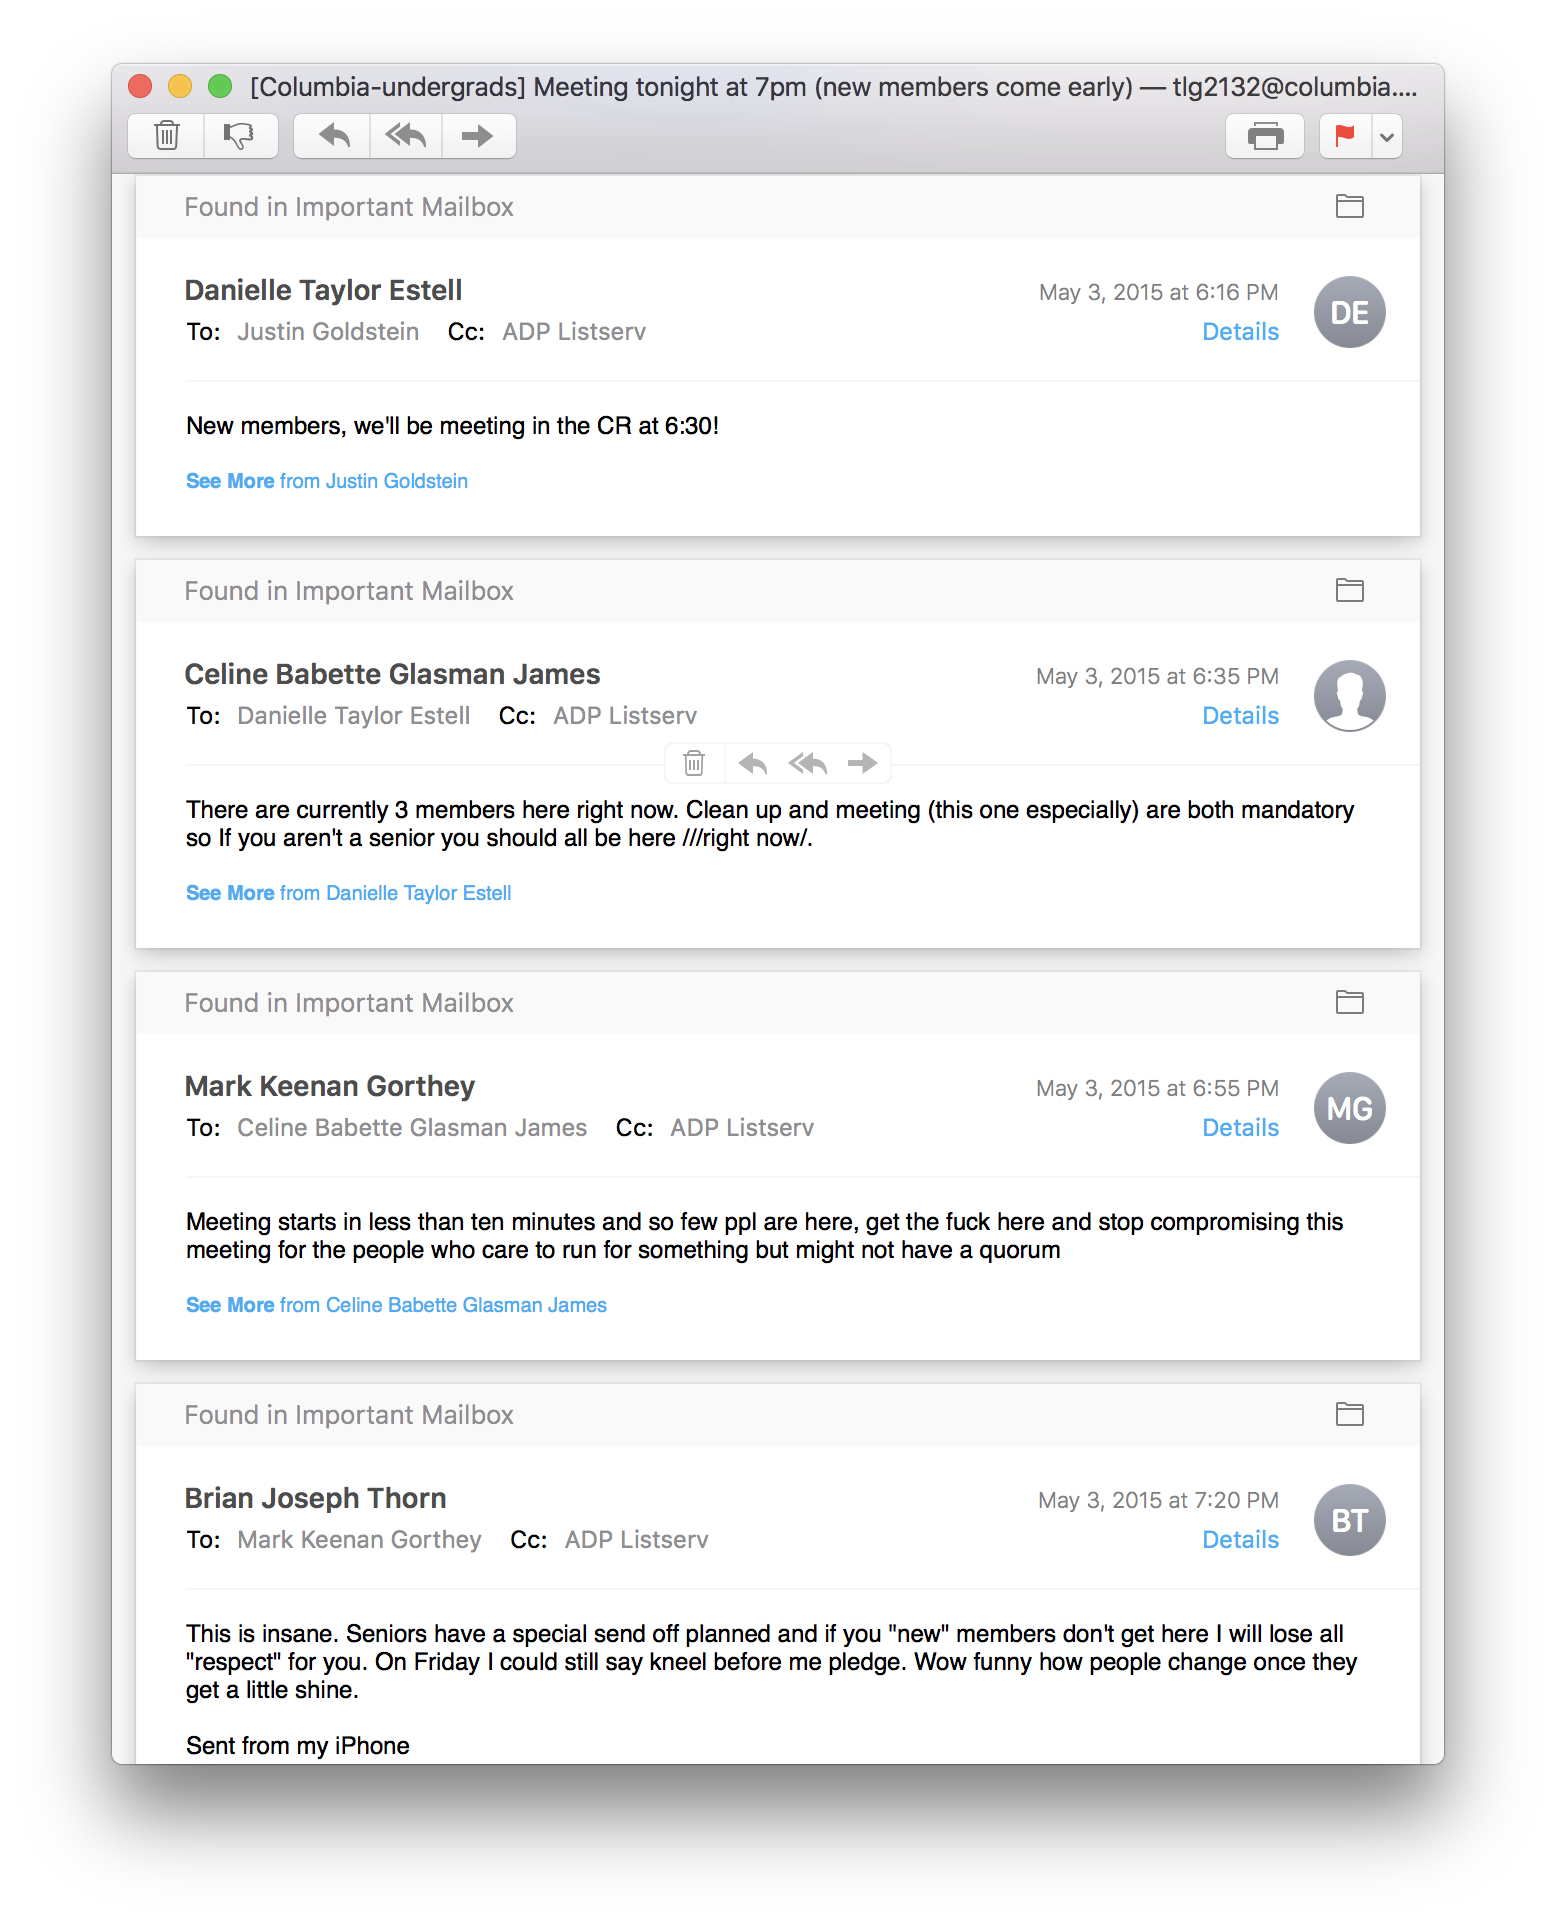 [Columbia-undergrads] Meeting tonight at 7pm (new members come early) — tlg2132@columbia....
Found in Important Mailbox
Danielle Taylor Estell
May 3, 2015 at 6:16 PM
DE
To: Justin Goldstein Cc: ADP Listserv
Details
New members, we'll be meeting in the CR at 6:30!
See More from Justin Goldstein
Found in Important Mailbox
Celine Babette Glasman James
May 3, 2015 at 6:35 PM
To: Danielle Taylor Estell Cc: ADP Listserv
Details
There are currently 3 members here right now. Clean up and meeting (this one especially) are both mandatory
so If you aren't a senior you should all be here ///right now/.
See More from Danielle Taylor Estell
Found in Important Mailbox
Mark Keenan Gorthey
May 3, 2015 at 6:55 PM
MG
To: Celine Babette Glasman James Cc: ADP Listserv
Details
Meeting starts in less than ten minutes and so few ppl are here, get the fuck here and stop compromising this
meeting for the people who care to run for something but might not have a quorum
See More from Celine Babette Glasman James
Found in Important Mailbox
Brian Joseph Thorn
May 3, 2015 at 7:20 PM
BT
To: Mark Keenan Gorthey Cc: ADP Listserv
Details
This is insane. Seniors have a special send off planned and if you "new" members don't get here I will lose all
"respect" for you. On Friday I could still say kneel before me pledge. Wow funny how people change once they
get a little shine.
Sent from my iPhone